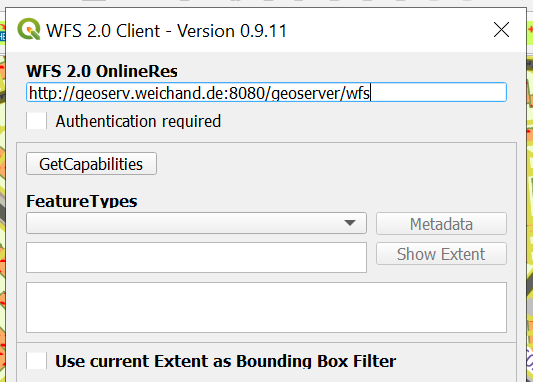 WFS 2.0 Client - Version 0.9.11
WFS 2.0 OnlineRes
http://geoserv.weichand.de:8080/geoserver/wfs
Authentication required
GetCapabilities
FeatureTypes
Metadata
Show Extent
Use current Extent as Bounding Box Filter